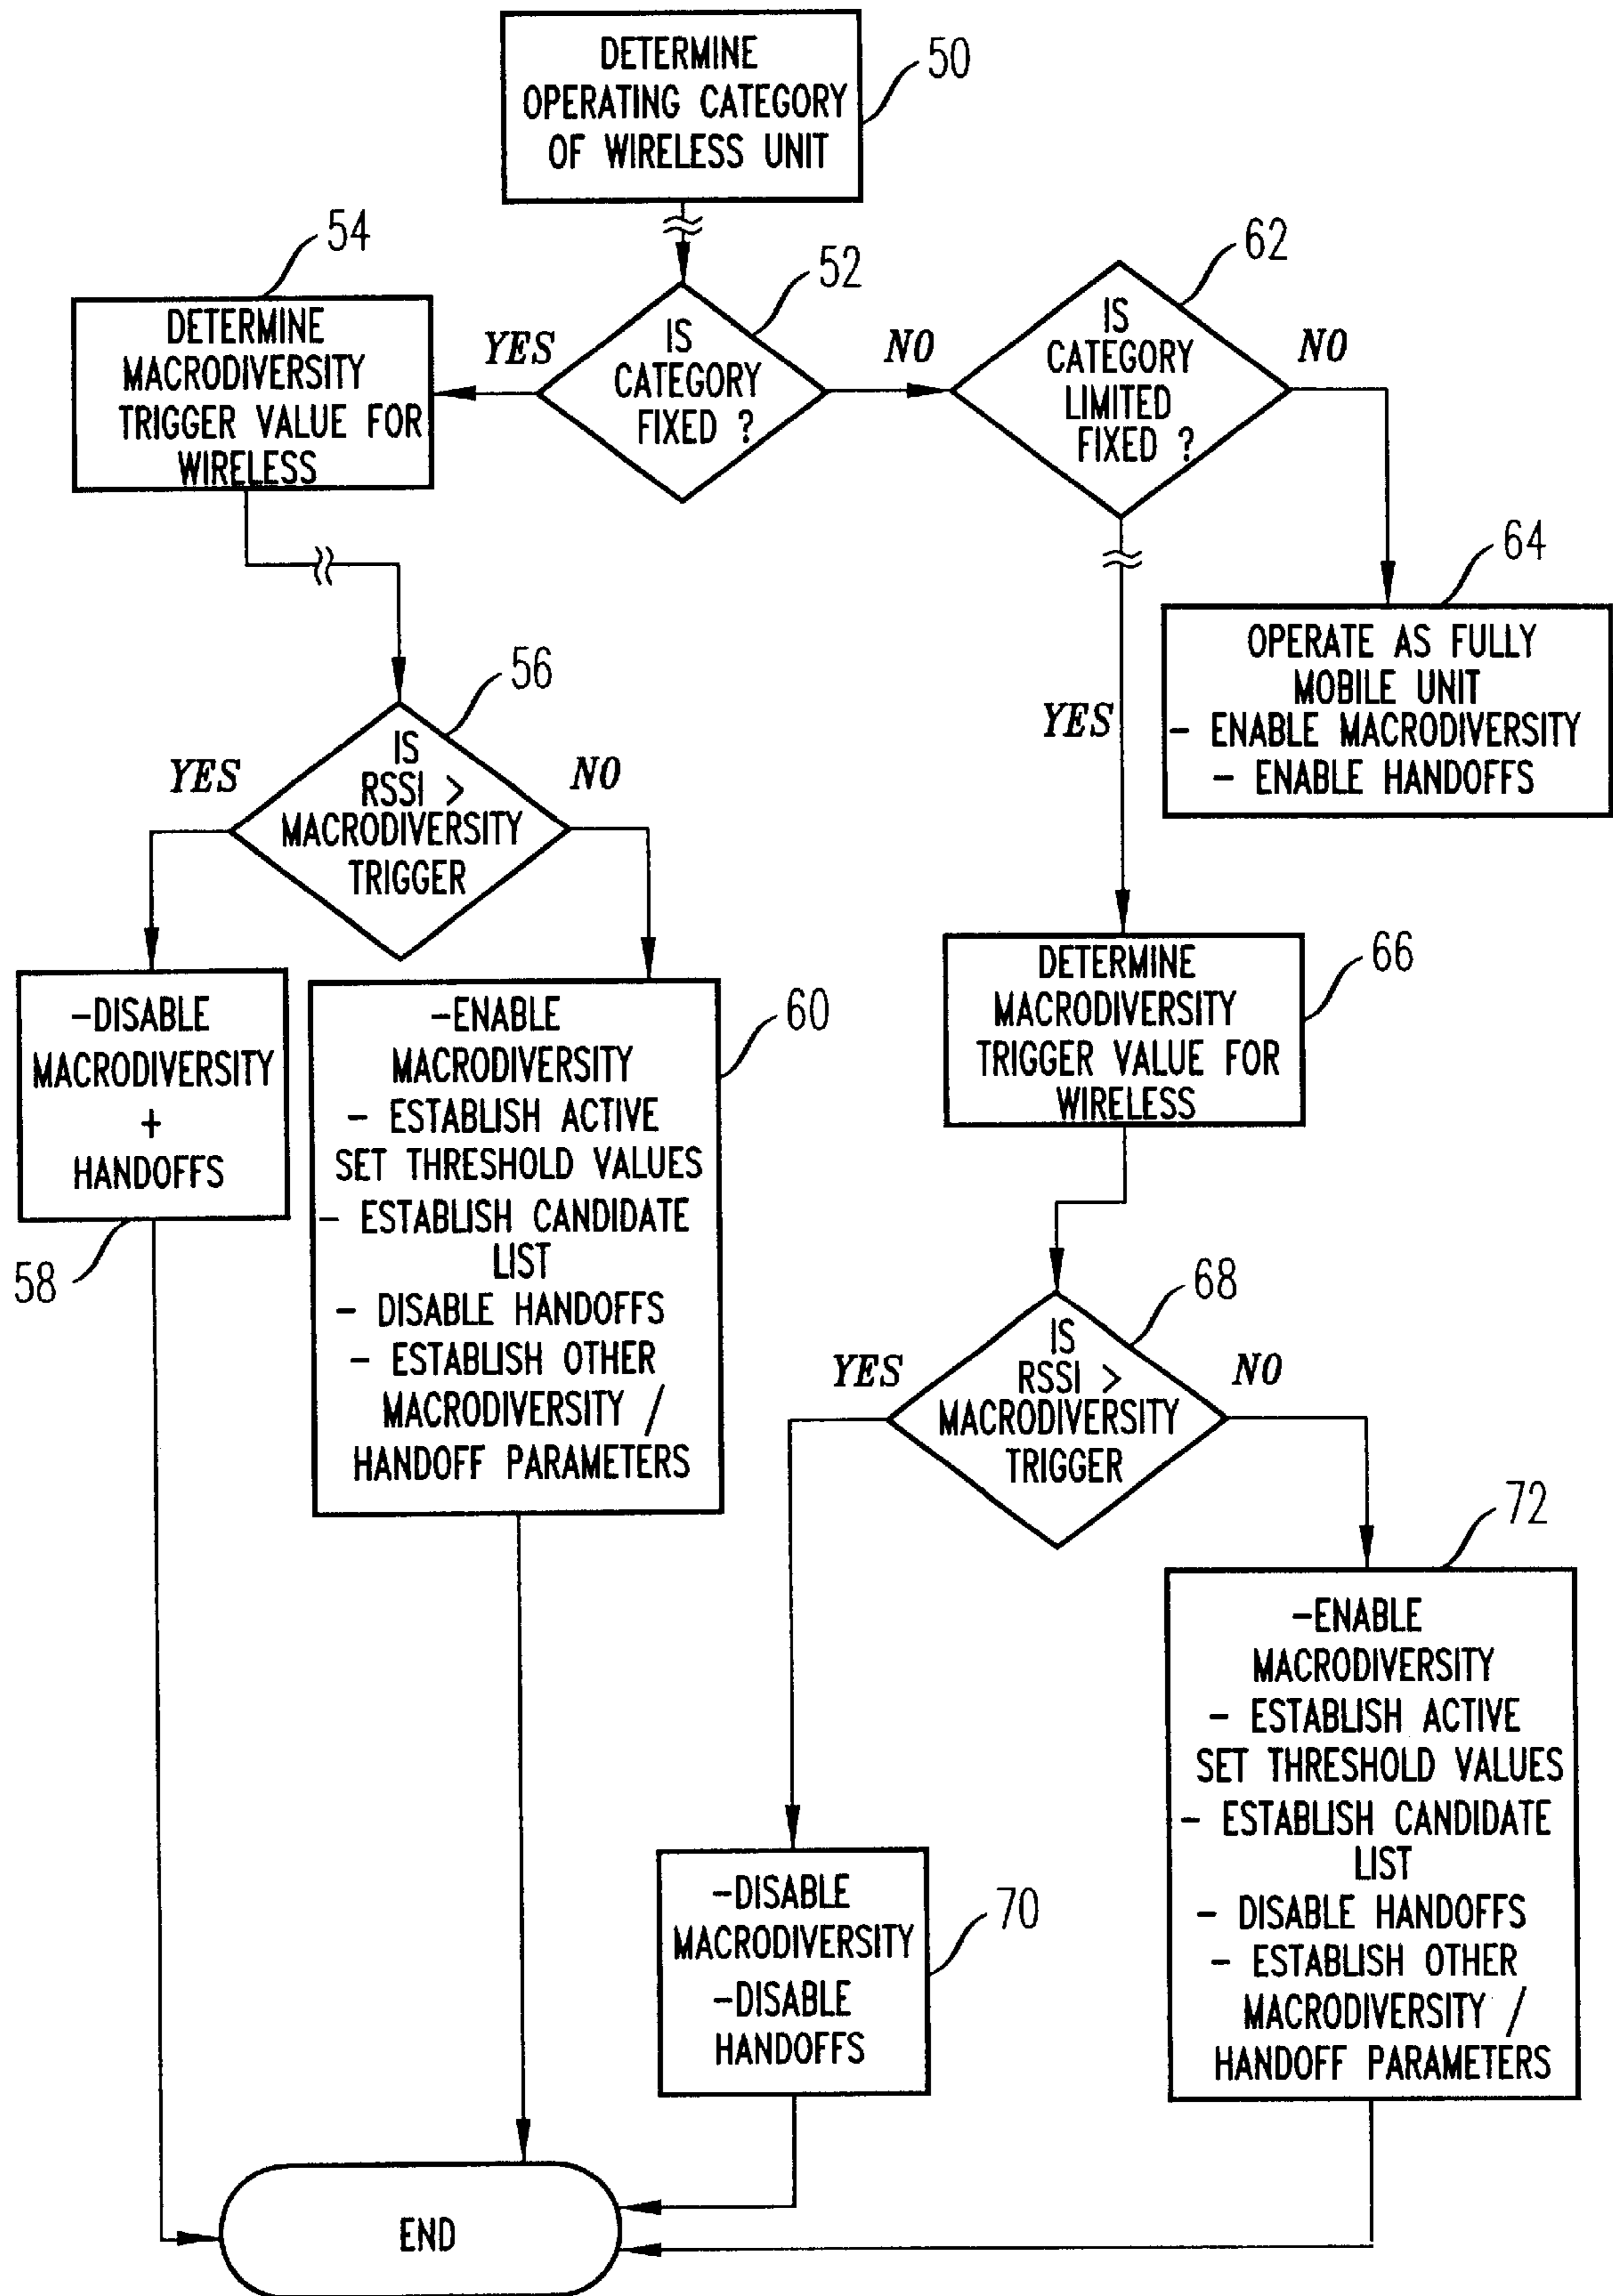 DETERMINE
OPERATING CATEGORY
OF WIRELESS UNIT
50
54
DETERMINE
MACRODIVERSITY
TRIGGER VALUE FOR
WIRELESS
YES
52
IS
CATEGORY
FIXED ?
NO
62
IS
CATEGORY
LIMITED
FIXED ?
NO
64
OPERATE AS FULLY
MOBILE UNIT
- ENABLE MACRODIVERSITY
- ENABLE HANDOFFS
YES
56
IS
RSSI >
MACRODIVERSITY
TRIGGER
YES
NO
-DISABLE
MACRODIVERSITY
+
HANDOFFS
58
-ENABLE
MACRODIVERSITY
- ESTABLISH ACTIVE
SET THRESHOLD VALUES
- ESTABLISH CANDIDATE
LIST
- DISABLE HANDOFFS
- ESTABLISH OTHER
MACRODIVERSITY /
HANDOFF PARAMETERS
60
DETERMINE
MACRODIVERSITY
TRIGGER VALUE FOR
WIRELESS
66
68
IS
RSSI >
MACRODIVERSITY
TRIGGER
YES
NO
-DISABLE
MACRODIVERSITY
-DISABLE
HANDOFFS
70
72
-ENABLE
MACRODIVERSITY
- ESTABLISH ACTIVE
SET THRESHOLD VALUES
- ESTABLISH CANDIDATE
LIST
- DISABLE HANDOFFS
- ESTABLISH OTHER
MACRODIVERSITY /
HANDOFF PARAMETERS
END